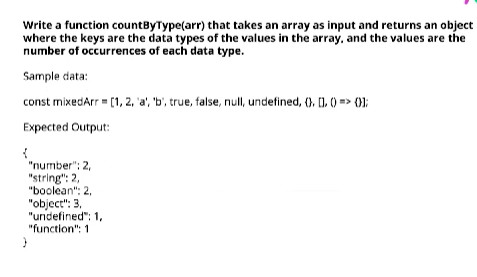 Write a function countByType(arr) that takes an array as input and returns an object
where the keys are the data types of the values in the array, and the values are the
number of occurrences of each data type.
Sample data:
const mixedArr = [1, 2, 'a', 'b', true, false, null, undefined, {}, [], () => {}];
Expected Output:
{
"number": 2,
"string": 2,
"boolean": 2,
"object": 3,
"undefined": 1,
"function": 1
}